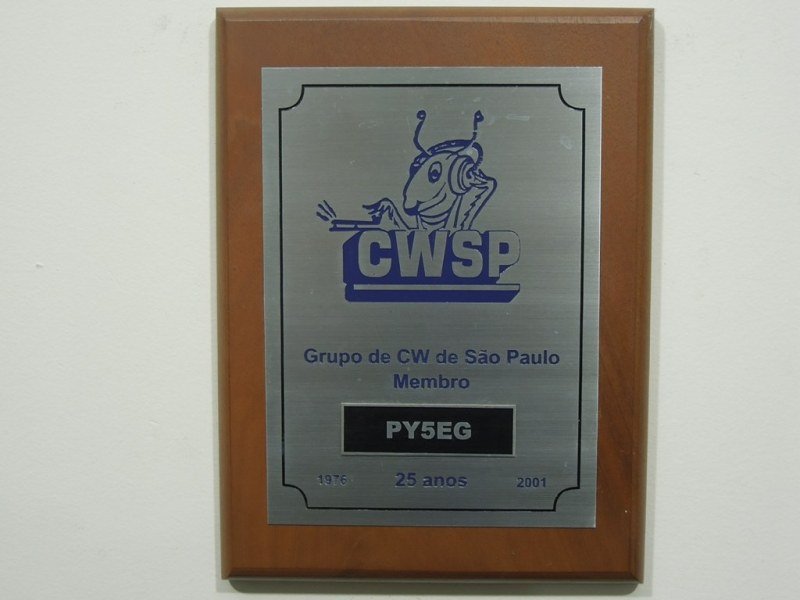 CWSP
Grupo de CW de São Paulo
Membro
PY5EG
1976 25 anos 2001